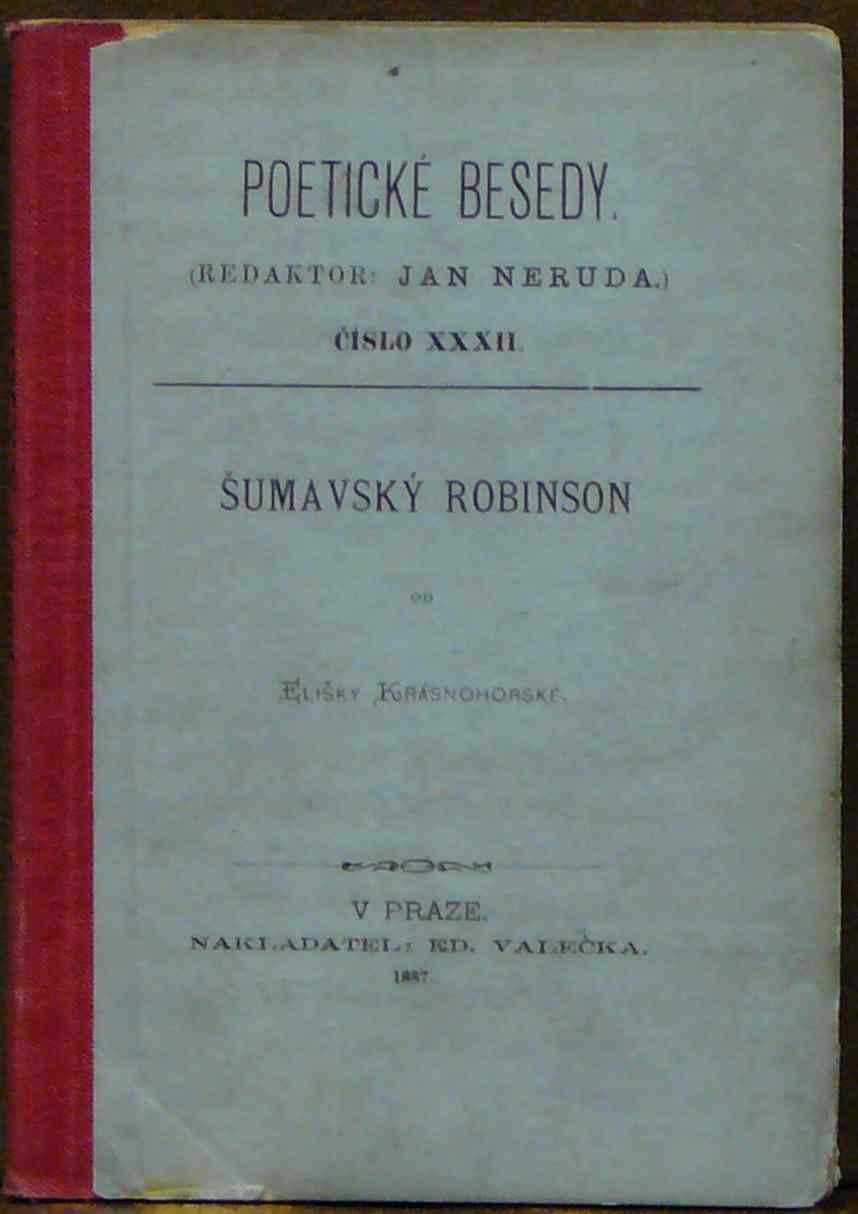 POETICKÉ BESEDY.
(REDAKTOR: JAN NERUDA.)
ČÍSLO XXXII.
ŠUMAVSKÝ ROBINSON
OD
ELIŠKY KRÁSNOHORSKÉ.
V PRAZE.
NAKLADATEL: ED. VALEČKA.
1887.